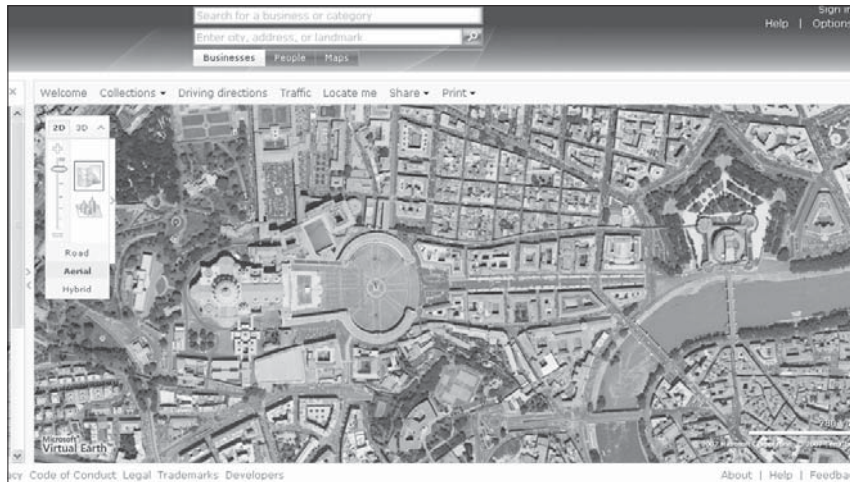 Sign in
Search for a business or category
Enter city, address, or landmark
Help | Options
Businesses People Maps
Welcome Collections Driving directions Traffic Locate me Share Print
2D 3D
Road
Aerial
Hybrid
Microsoft
Virtual Earth
Code of Conduct Legal Trademarks Developers
About | Help